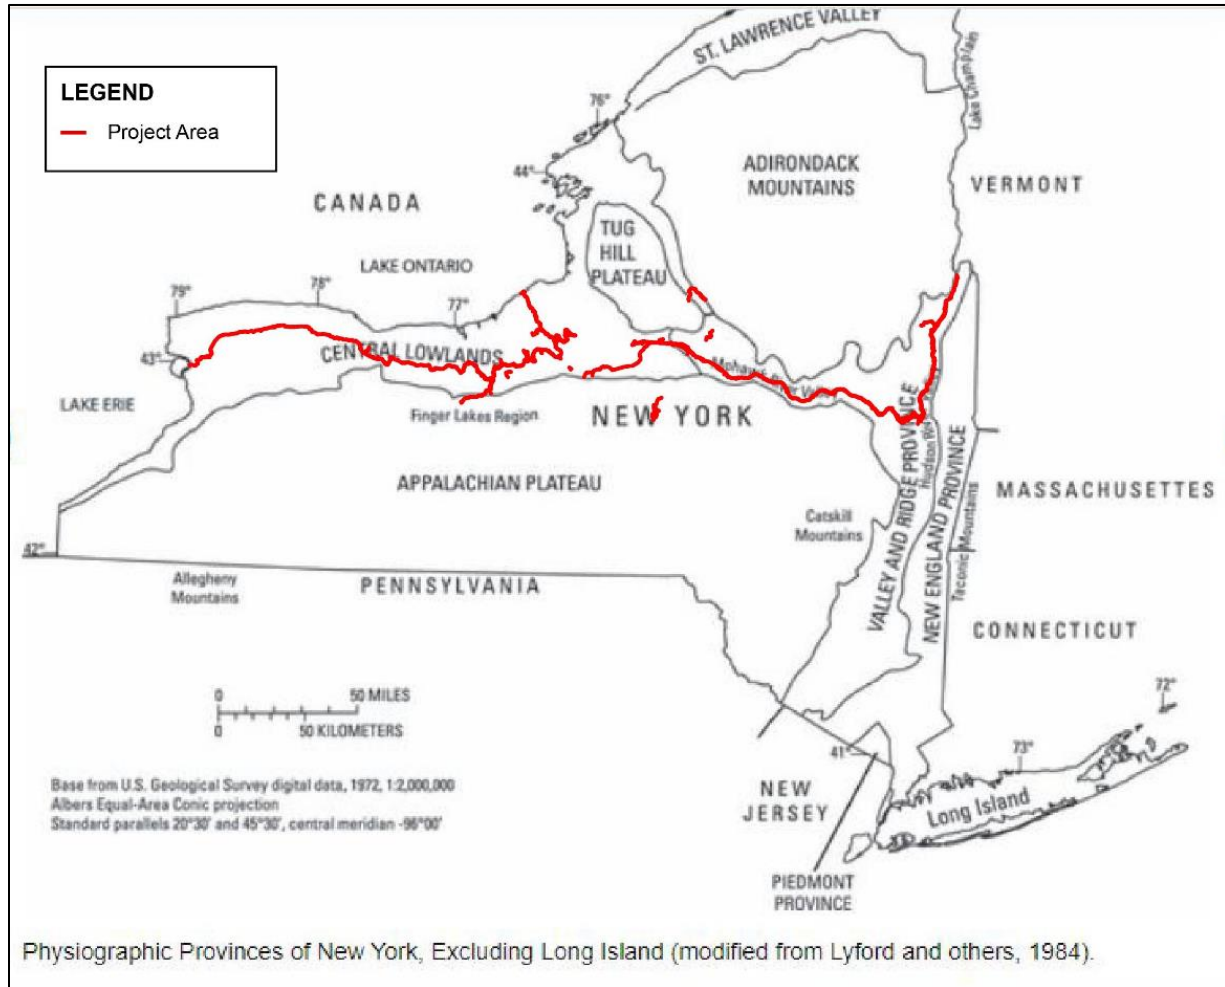 ST. LAWRENCE VALLEY
Lake Champlain
LEGEND
Project Area
76°
44°
ADIRONDACK
MOUNTAINS
VERMONT
CANADA
TUG
HILL
PLATEAU
LAKE ONTARIO
79°
78°
77°
43°
CENTRAL LOWLANDS
Mohawk River Valley
LAKE ERIE
Finger Lakes Region
NEW YORK
APPALACHIAN PLATEAU
VALLEY AND RIDGE PROVINCE
NEW ENGLAND PROVINCE
Taconic Mountains
MASSACHUSETTS
Catskill
Mountains
42°
Allegheny
Mountains
PENNSYLVANIA
CONNECTICUT
0 50 MILES
0 50 KILOMETERS
72°
73°
41°
Base from U.S. Geological Survey digital data, 1972, 1:2,000,000
Albers Equal-Area Conic projection
Standard parallels 20°30' and 45°30', central meridian -96°00'
NEW
JERSEY
Long Island
PIEDMONT
PROVINCE
Physiographic Provinces of New York, Excluding Long Island (modified from Lyford and others, 1984).